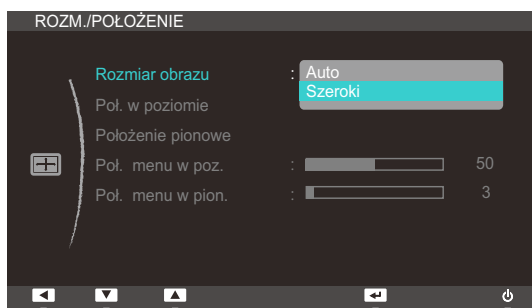 ROZM./POŁOŻENIE
Rozmiar obrazu : Auto
Szeroki
Poł. w poziomie
Położenie pionowe
Poł. menu w poz. : 50
Poł. menu w pion. : 3